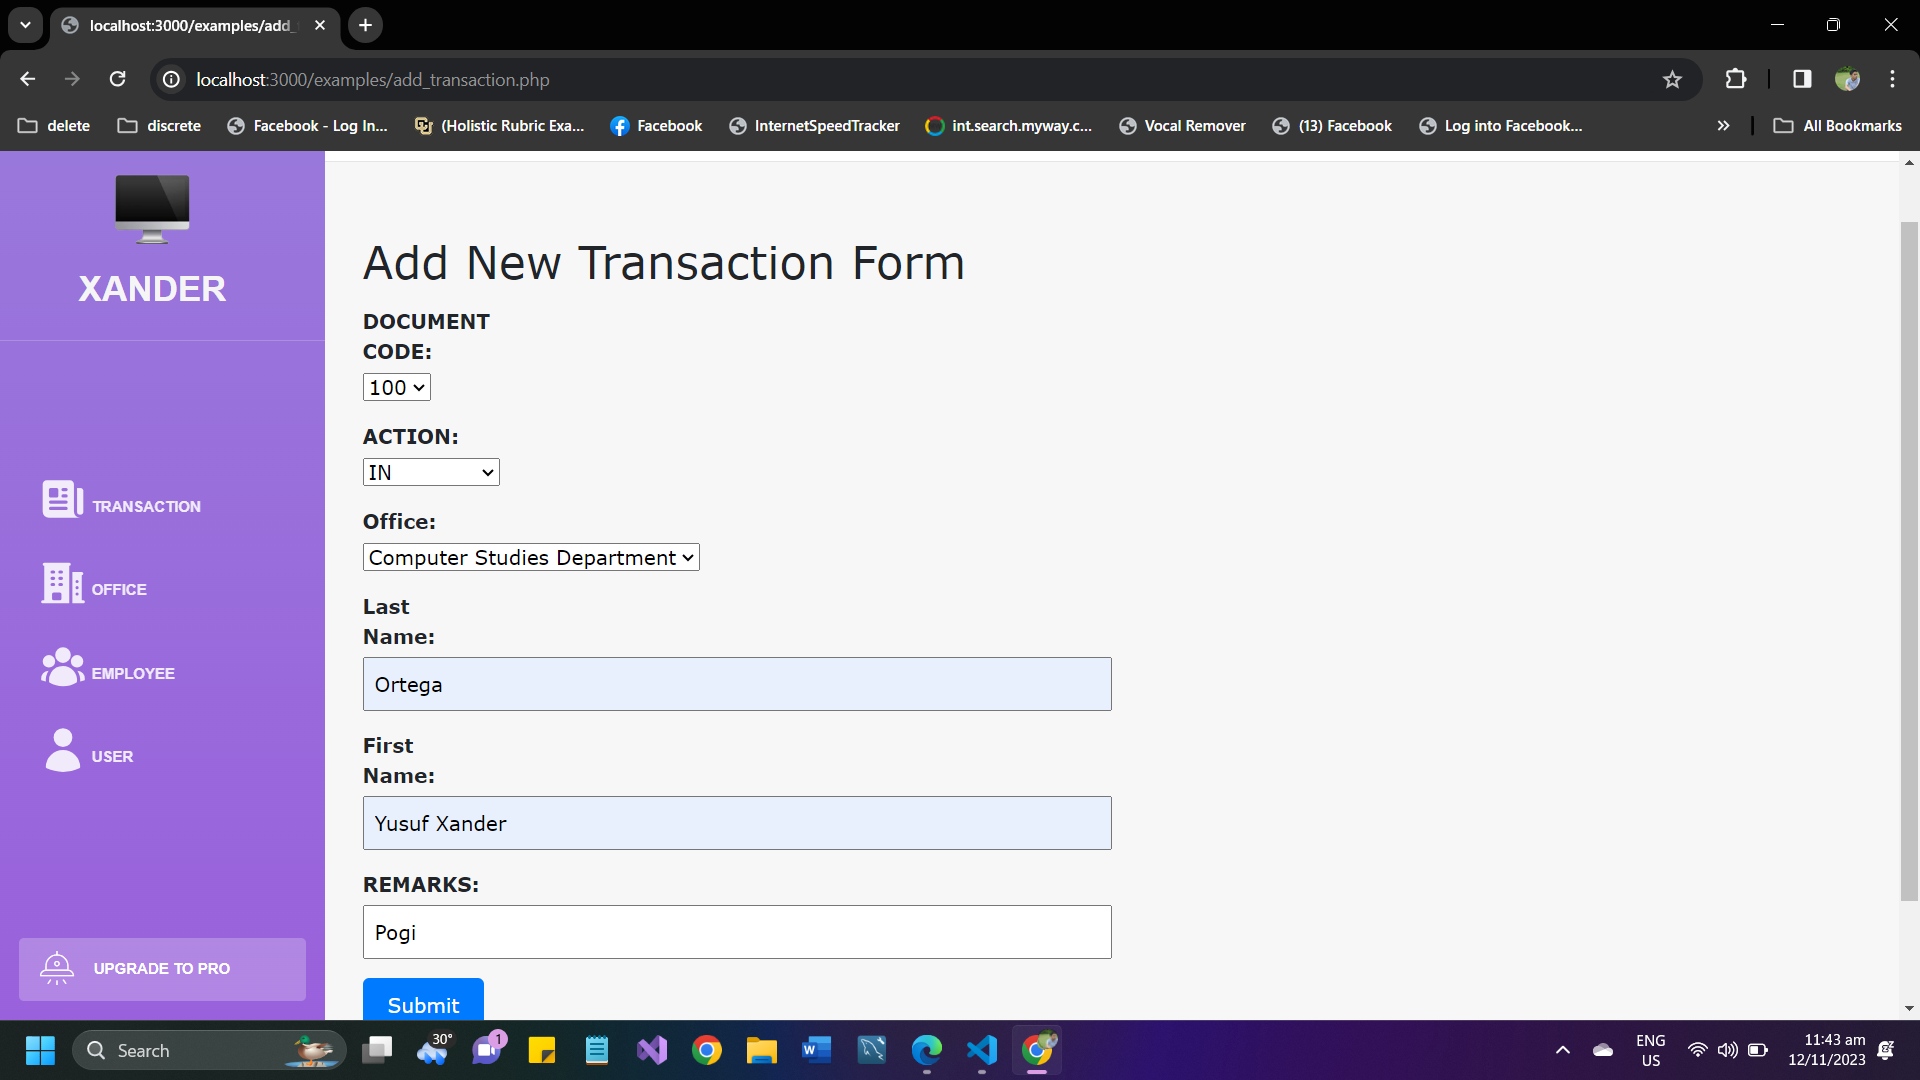 localhost:3000/examples/add_
localhost:3000/examples/add_transaction.php
delete
discrete
Facebook - Log In...
(Holistic Rubric Exa...
Facebook
InternetSpeedTracker
int.search.myway.c...
Vocal Remover
(13) Facebook
Log into Facebook...
All Bookmarks
XANDER
TRANSACTION
OFFICE
EMPLOYEE
USER
UPGRADE TO PRO
Add New Transaction Form
DOCUMENT
CODE:
100
ACTION:
IN
Office:
Computer Studies Department
Last
Name:
Ortega
First
Name:
Yusuf Xander
REMARKS:
Pogi
Submit
Search
30°
1
ENG
US
11:43 am
12/11/2023